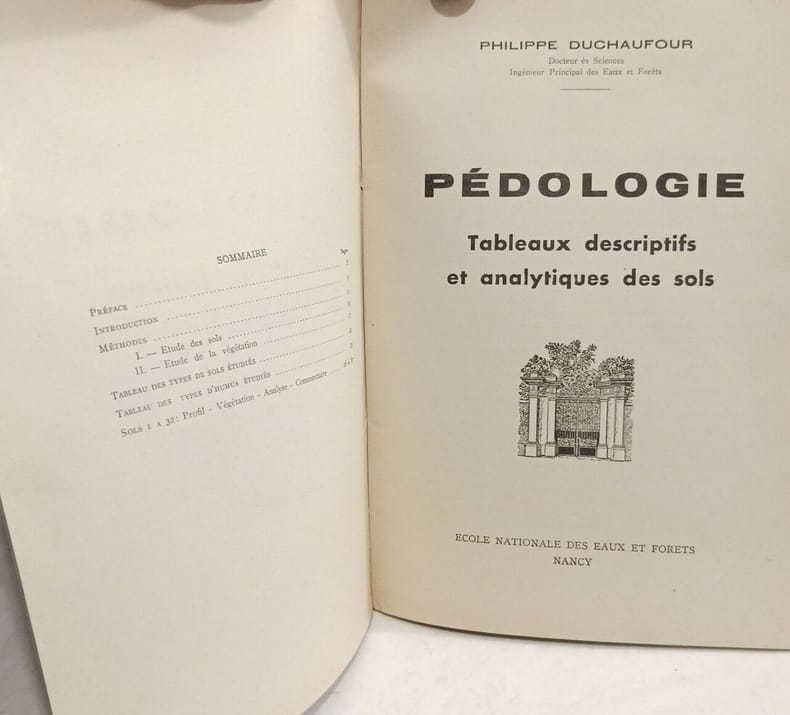 SOMMAIRE
Pages
PRÉFACE
INTRODUCTION
MÉTHODES
I. — Etude des sols
II. — Etude de la végétation
TABLEAU DES TYPES DE SOLS ÉTUDIÉS
TABLEAU DES TYPES D'HUMUS ÉTUDIÉS
SOLS 1 A 32 : Profil - Végétation - Analyse - Commentaire
PHILIPPE DUCHAUFOUR
Docteur ès Sciences
Ingénieur Principal des Eaux et Forêts
PÉDOLOGIE
Tableaux descriptifs
et analytiques des sols
ECOLE NATIONALE DES EAUX ET FORETS
NANCY